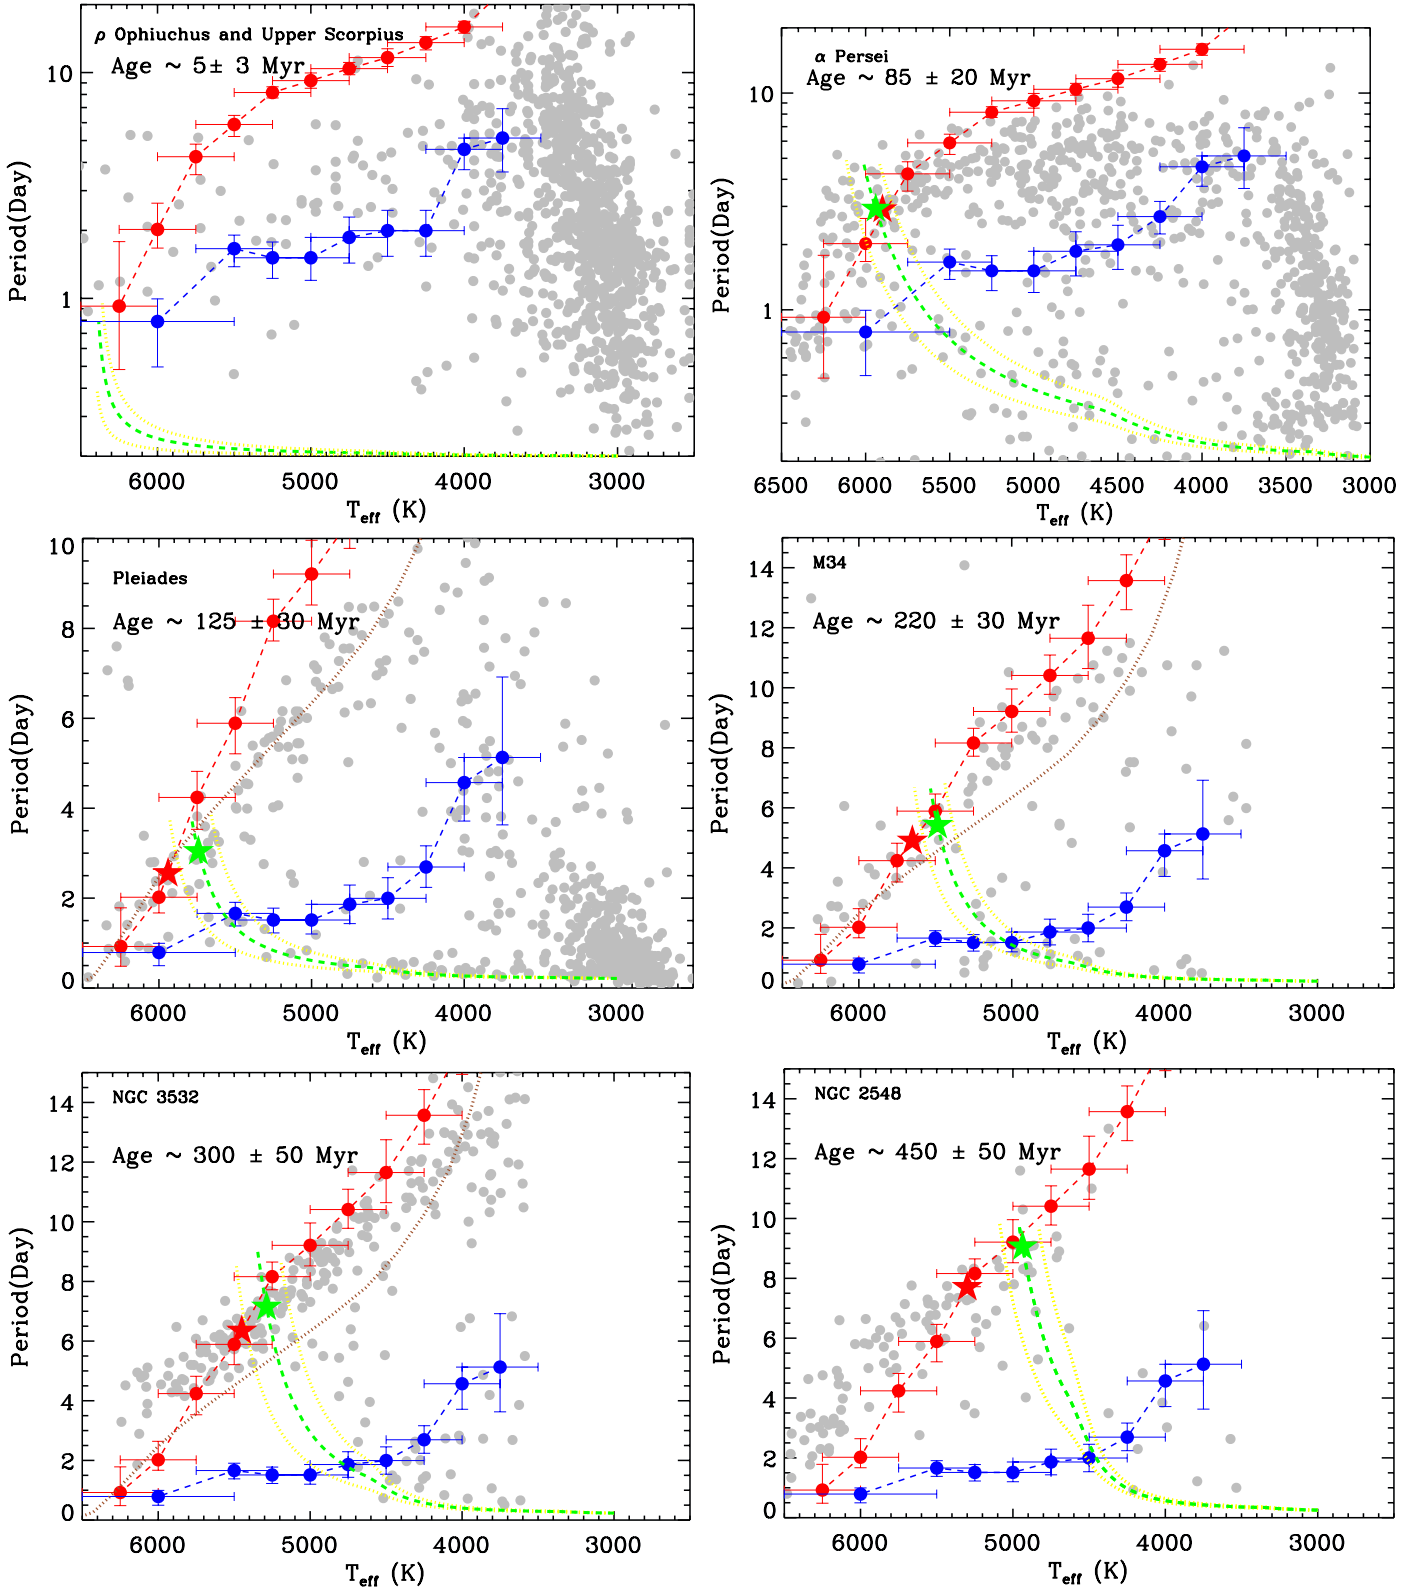 ρ Ophiuchus and Upper Scorpius
Age ~ 5± 3 Myr
10
1
Period(Day)
6000 5000 4000 3000
Teff (K)
α Persei
Age ~ 85 ± 20 Myr
10
1
Period(Day)
6500 6000 5500 5000 4500 4000 3500 3000
Teff (K)
Pleiades
Age ~ 125 ± 30 Myr
10
8
6
4
2
0
Period(Day)
6000 5000 4000 3000
Teff (K)
M34
Age ~ 220 ± 30 Myr
14
12
10
8
6
4
2
0
Period(Day)
6000 5000 4000 3000
Teff (K)
NGC 3532
Age ~ 300 ± 50 Myr
14
12
10
8
6
4
2
0
Period(Day)
6000 5000 4000 3000
Teff (K)
NGC 2548
Age ~ 450 ± 50 Myr
14
12
10
8
6
4
2
0
Period(Day)
6000 5000 4000 3000
Teff (K)